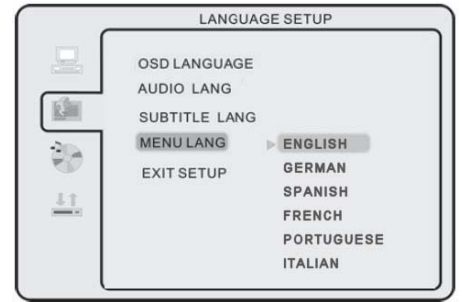 LANGUAGE SETUP
OSD LANGUAGE
AUDIO LANG
SUBTITLE LANG
MENU LANG
EXIT SETUP
ENGLISH
GERMAN
SPANISH
FRENCH
PORTUGUESE
ITALIAN